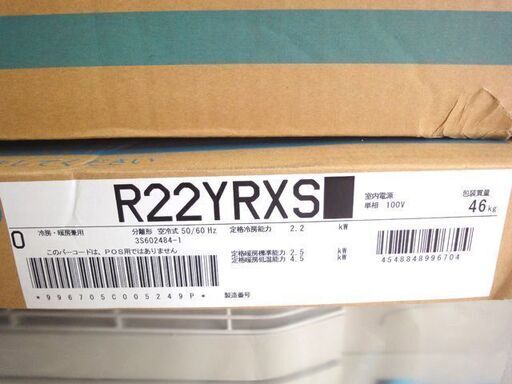 R22YRXS
室内電源
単相 100V
包装質量
46kg
0
冷房・暖房兼用
分離形 空冷式 50/60 Hz
3S602484-1
定格冷房能力 2.2 kW
このバーコードは、POS用ではありません
定格暖房標準能力 2.5 kW
定格暖房低温能力 4.5 kW
4548848996704
*996705C005249P*
製造番号